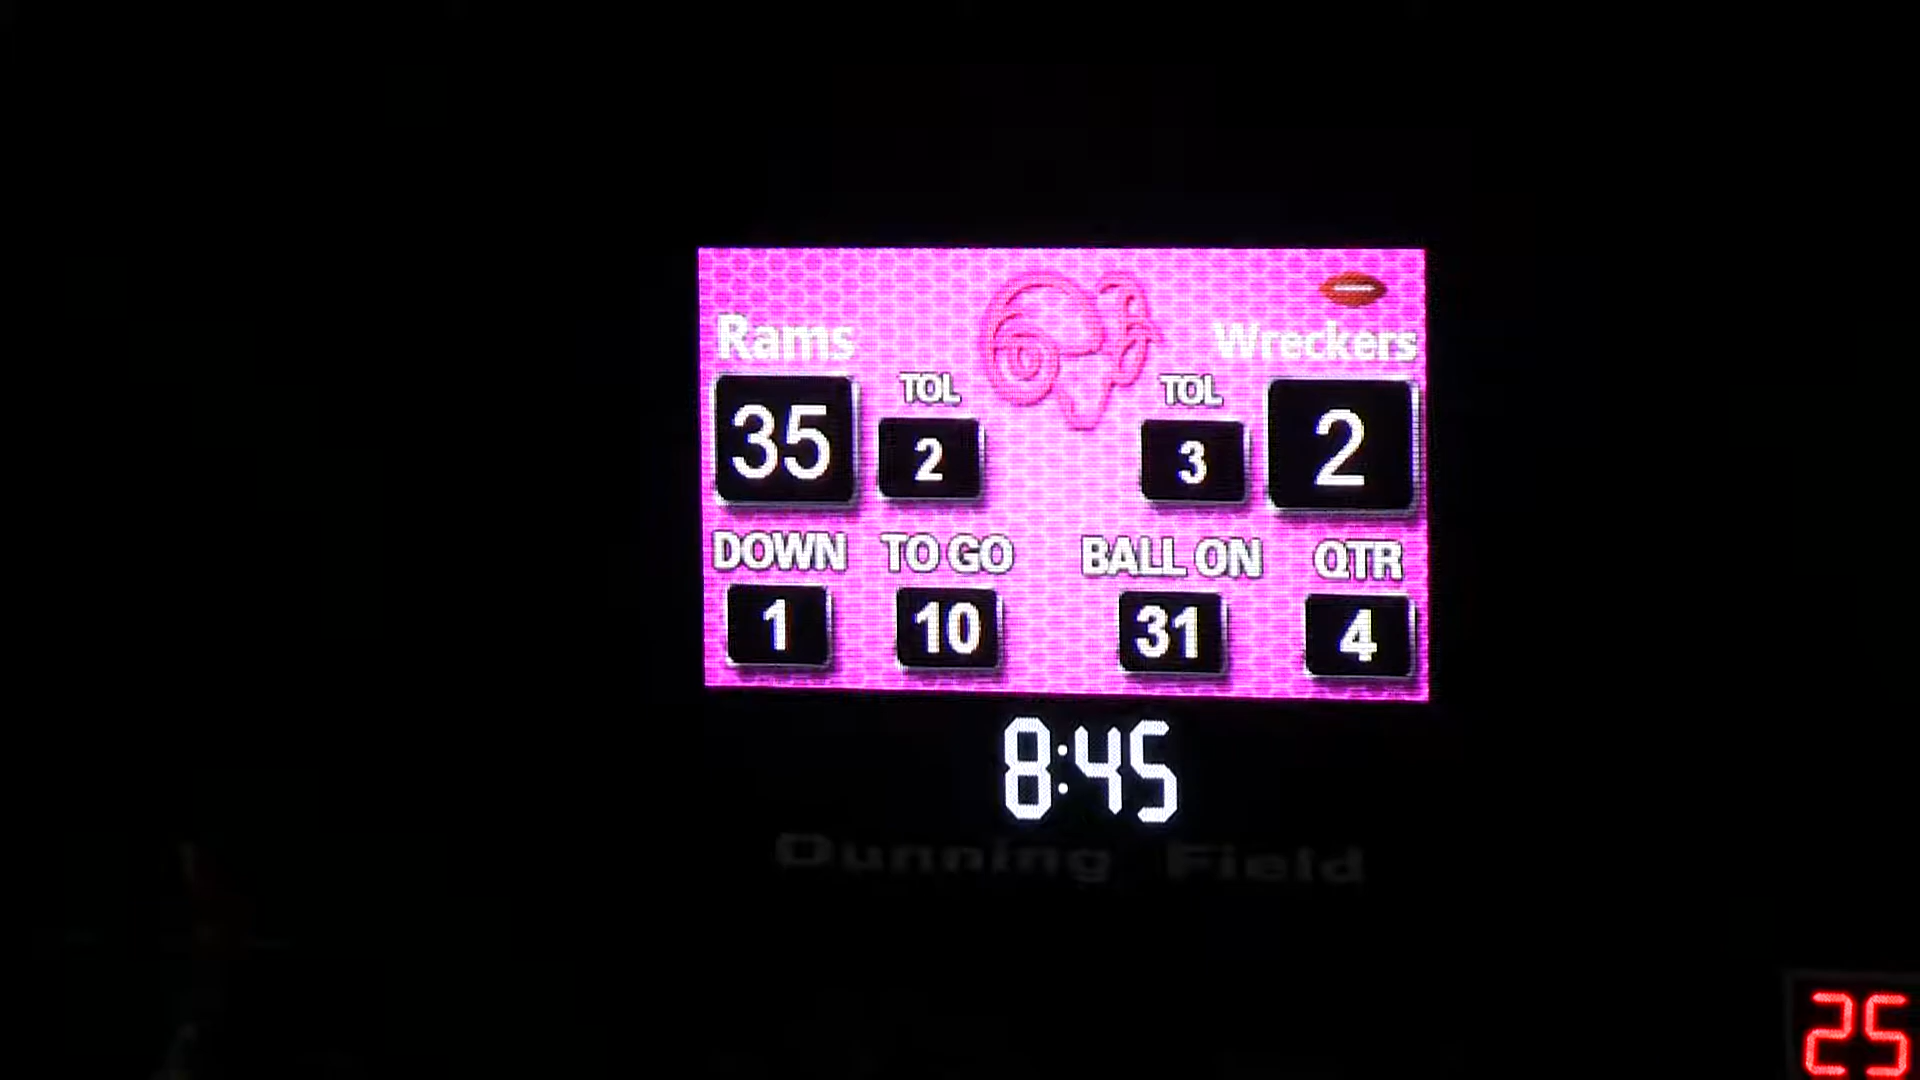 Rams Wreckers
TOL TOL
35 2 3 2
DOWN TO GO BALL ON QTR
1 10 31 4
8:45
Dunning Field
25